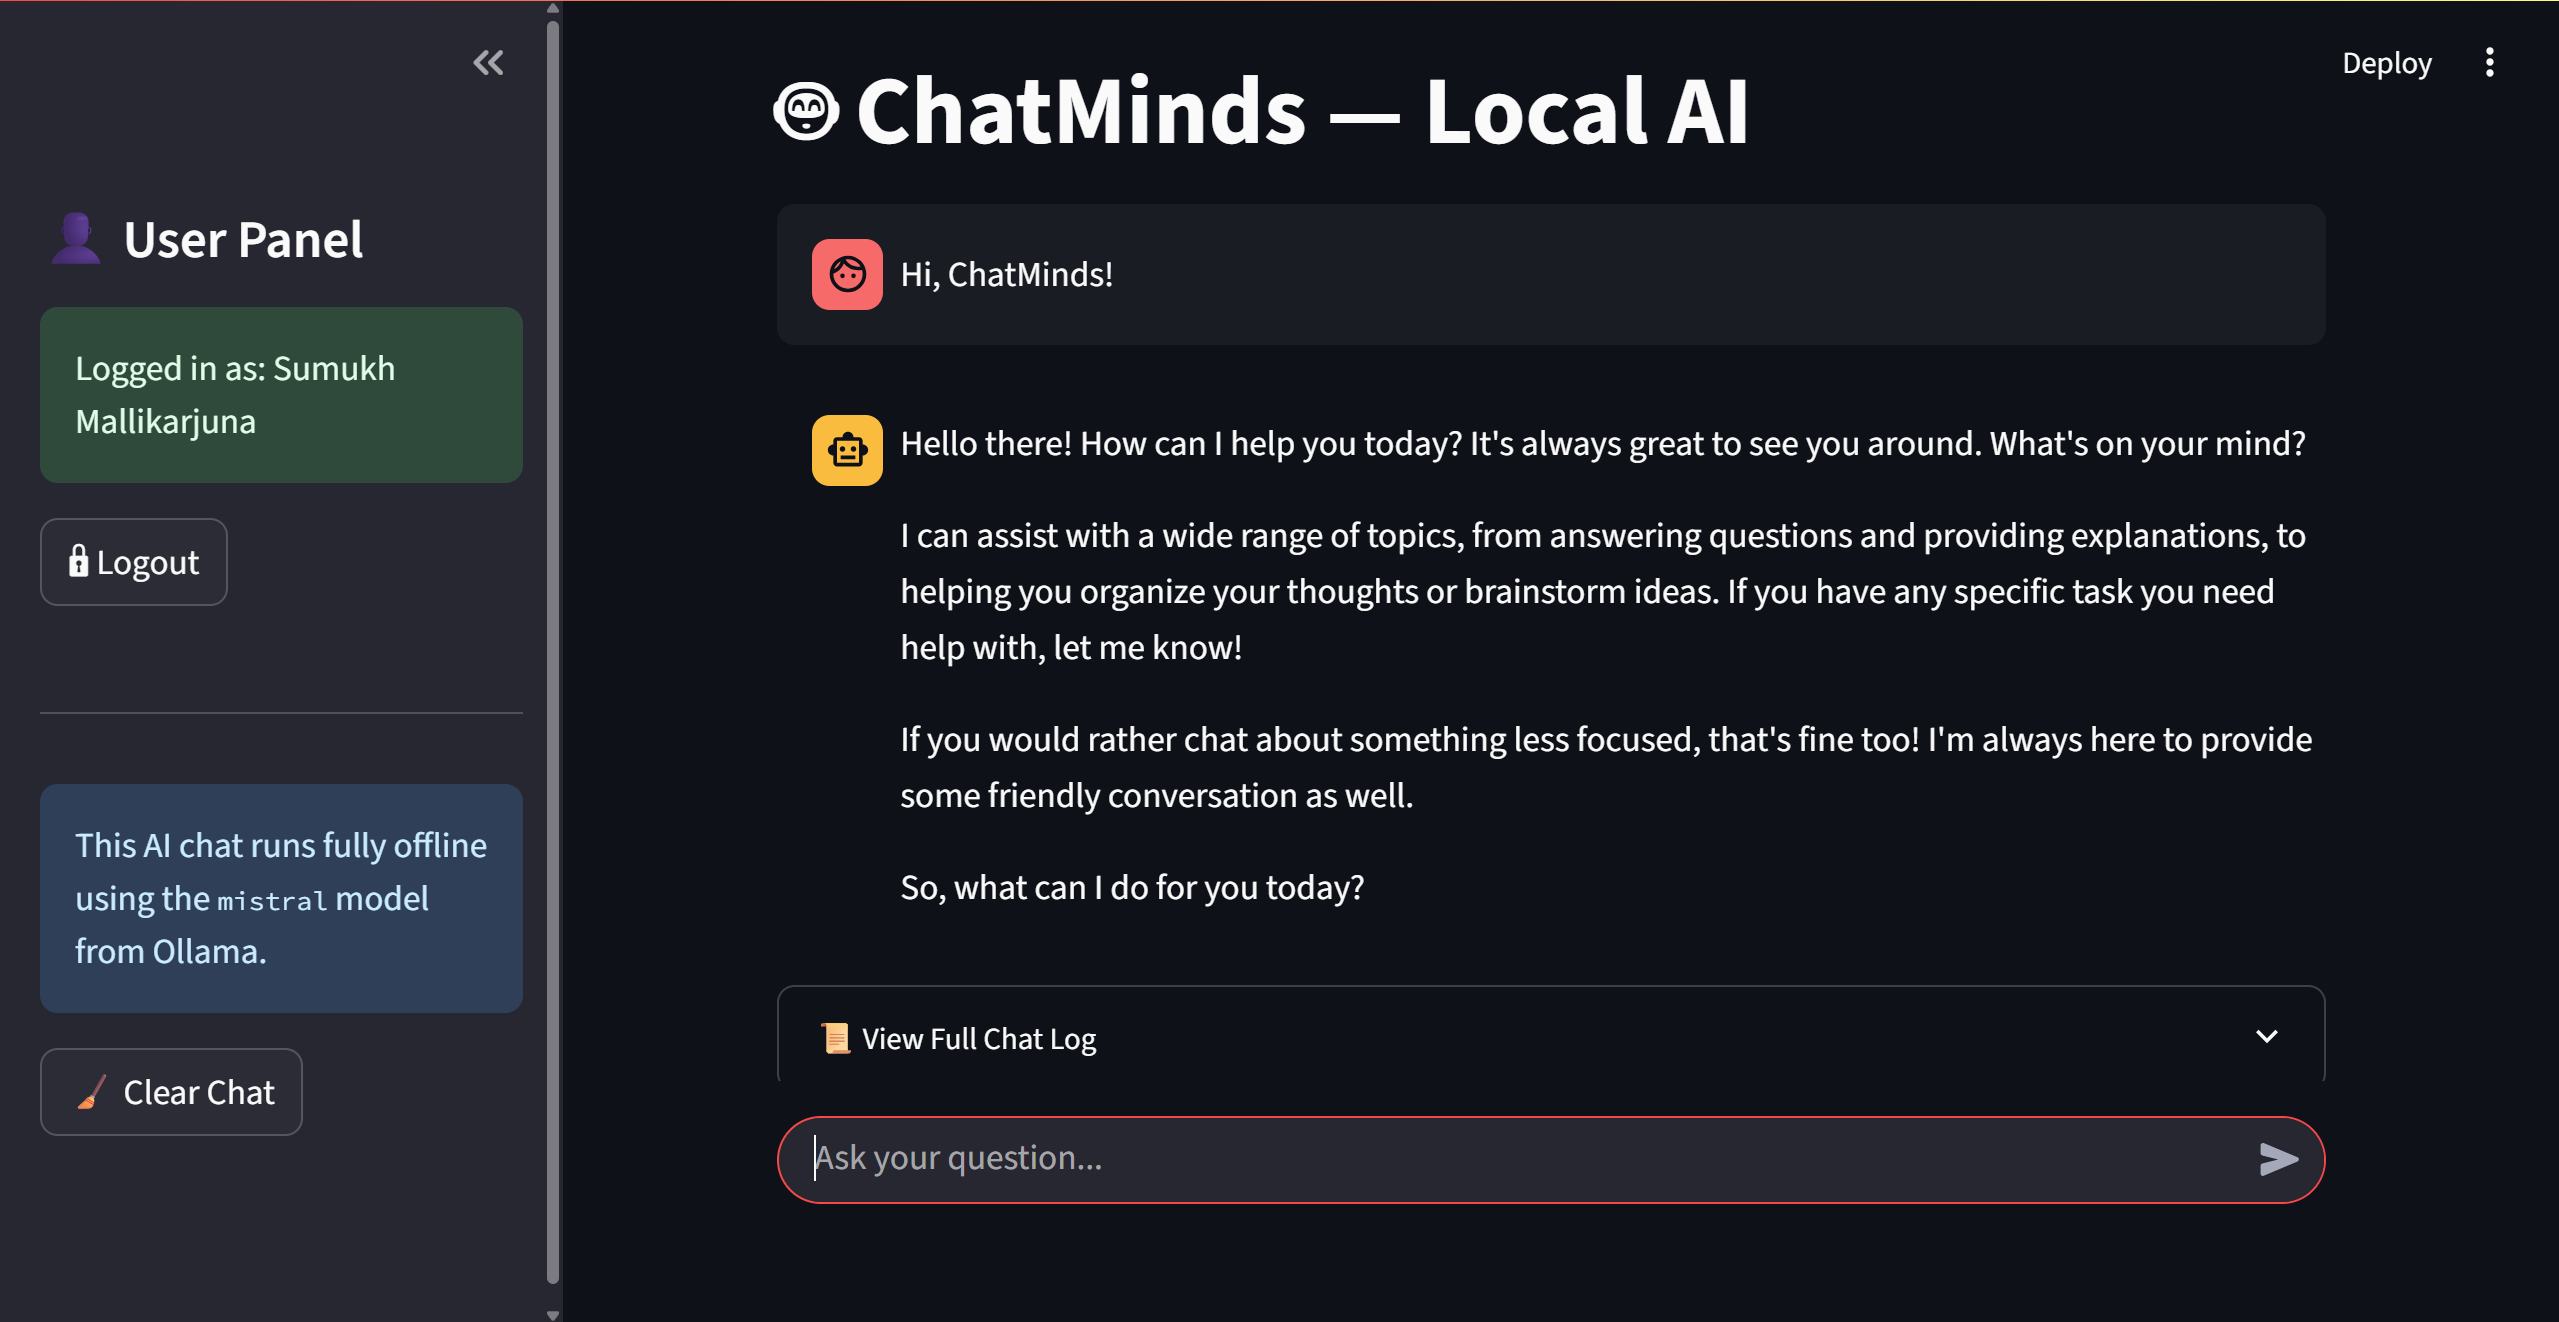 Deploy
ChatMinds — Local AI
User Panel
Logged in as: Sumukh
Mallikarjuna
Logout
This AI chat runs fully offline
using the mistral model
from Ollama.
Clear Chat
Hi, ChatMinds!
Hello there! How can I help you today? It's always great to see you around. What's on your mind?
I can assist with a wide range of topics, from answering questions and providing explanations, to
helping you organize your thoughts or brainstorm ideas. If you have any specific task you need
help with, let me know!
If you would rather chat about something less focused, that's fine too! I'm always here to provide
some friendly conversation as well.
So, what can I do for you today?
View Full Chat Log
Ask your question...